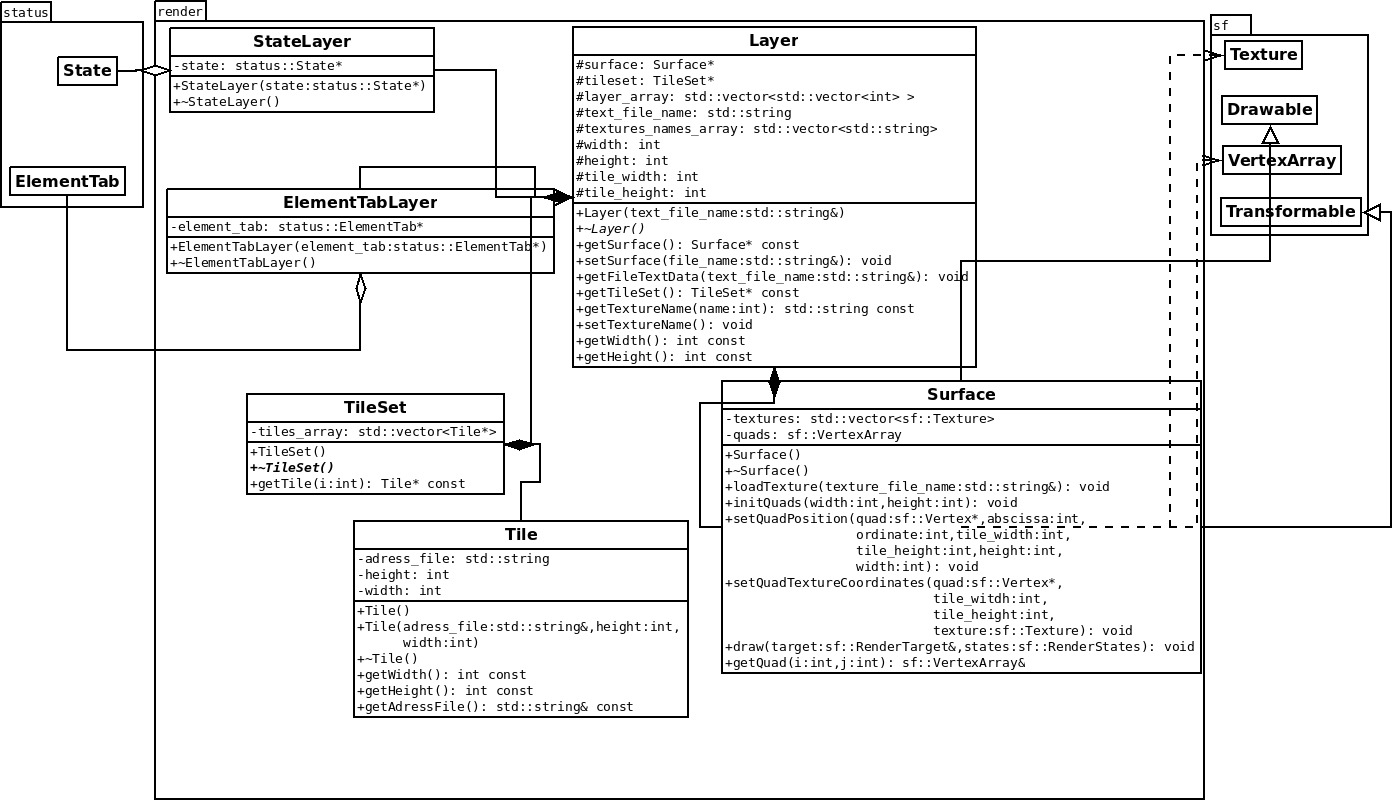 status
State
ElementTab
render
StateLayer
-state: status::State*
+StateLayer(state:status::State*)
+~StateLayer()
ElementTabLayer
-element_tab: status::ElementTab*
+ElementTabLayer(element_tab:status::ElementTab*)
+~ElementTabLayer()
Layer
#surface: Surface*
#tileset: TileSet*
#layer_array: std::vector<std::vector<int> >
#text_file_name: std::string
#textures_names_array: std::vector<std::string>
#width: int
#height: int
#tile_width: int
#tile_height: int
+Layer(text_file_name:std::string&)
+~Layer()
+getSurface(): Surface* const
+setSurface(file_name:std::string&): void
+getFileTextData(text_file_name:std::string&): void
+getTileSet(): TileSet* const
+getTextureName(name:int): std::string const
+setTextureName(): void
+getWidth(): int const
+getHeight(): int const
TileSet
-tiles_array: std::vector<Tile*>
+TileSet()
+~TileSet()
+getTile(i:int): Tile* const
Tile
-adress_file: std::string
-height: int
-width: int
+Tile()
+Tile(adress_file:std::string&,height:int,
width:int)
+~Tile()
+getWidth(): int const
+getHeight(): int const
+getAdressFile(): std::string& const
Surface
-textures: std::vector<sf::Texture>
-quads: sf::VertexArray
+Surface()
+~Surface()
+loadTexture(texture_file_name:std::string&): void
+initQuads(width:int,height:int): void
+setQuadPosition(quad:sf::Vertex*,abscissa:int,
ordinate:int,tile_width:int,
tile_height:int,height:int,
width:int): void
+setQuadTextureCoordinates(quad:sf::Vertex*,
tile_witdh:int,
tile_height:int,
texture:sf::Texture): void
+draw(target:sf::RenderTarget&,states:sf::RenderStates): void
+getQuad(i:int,j:int): sf::VertexArray&
sf
Texture
Drawable
VertexArray
Transformable